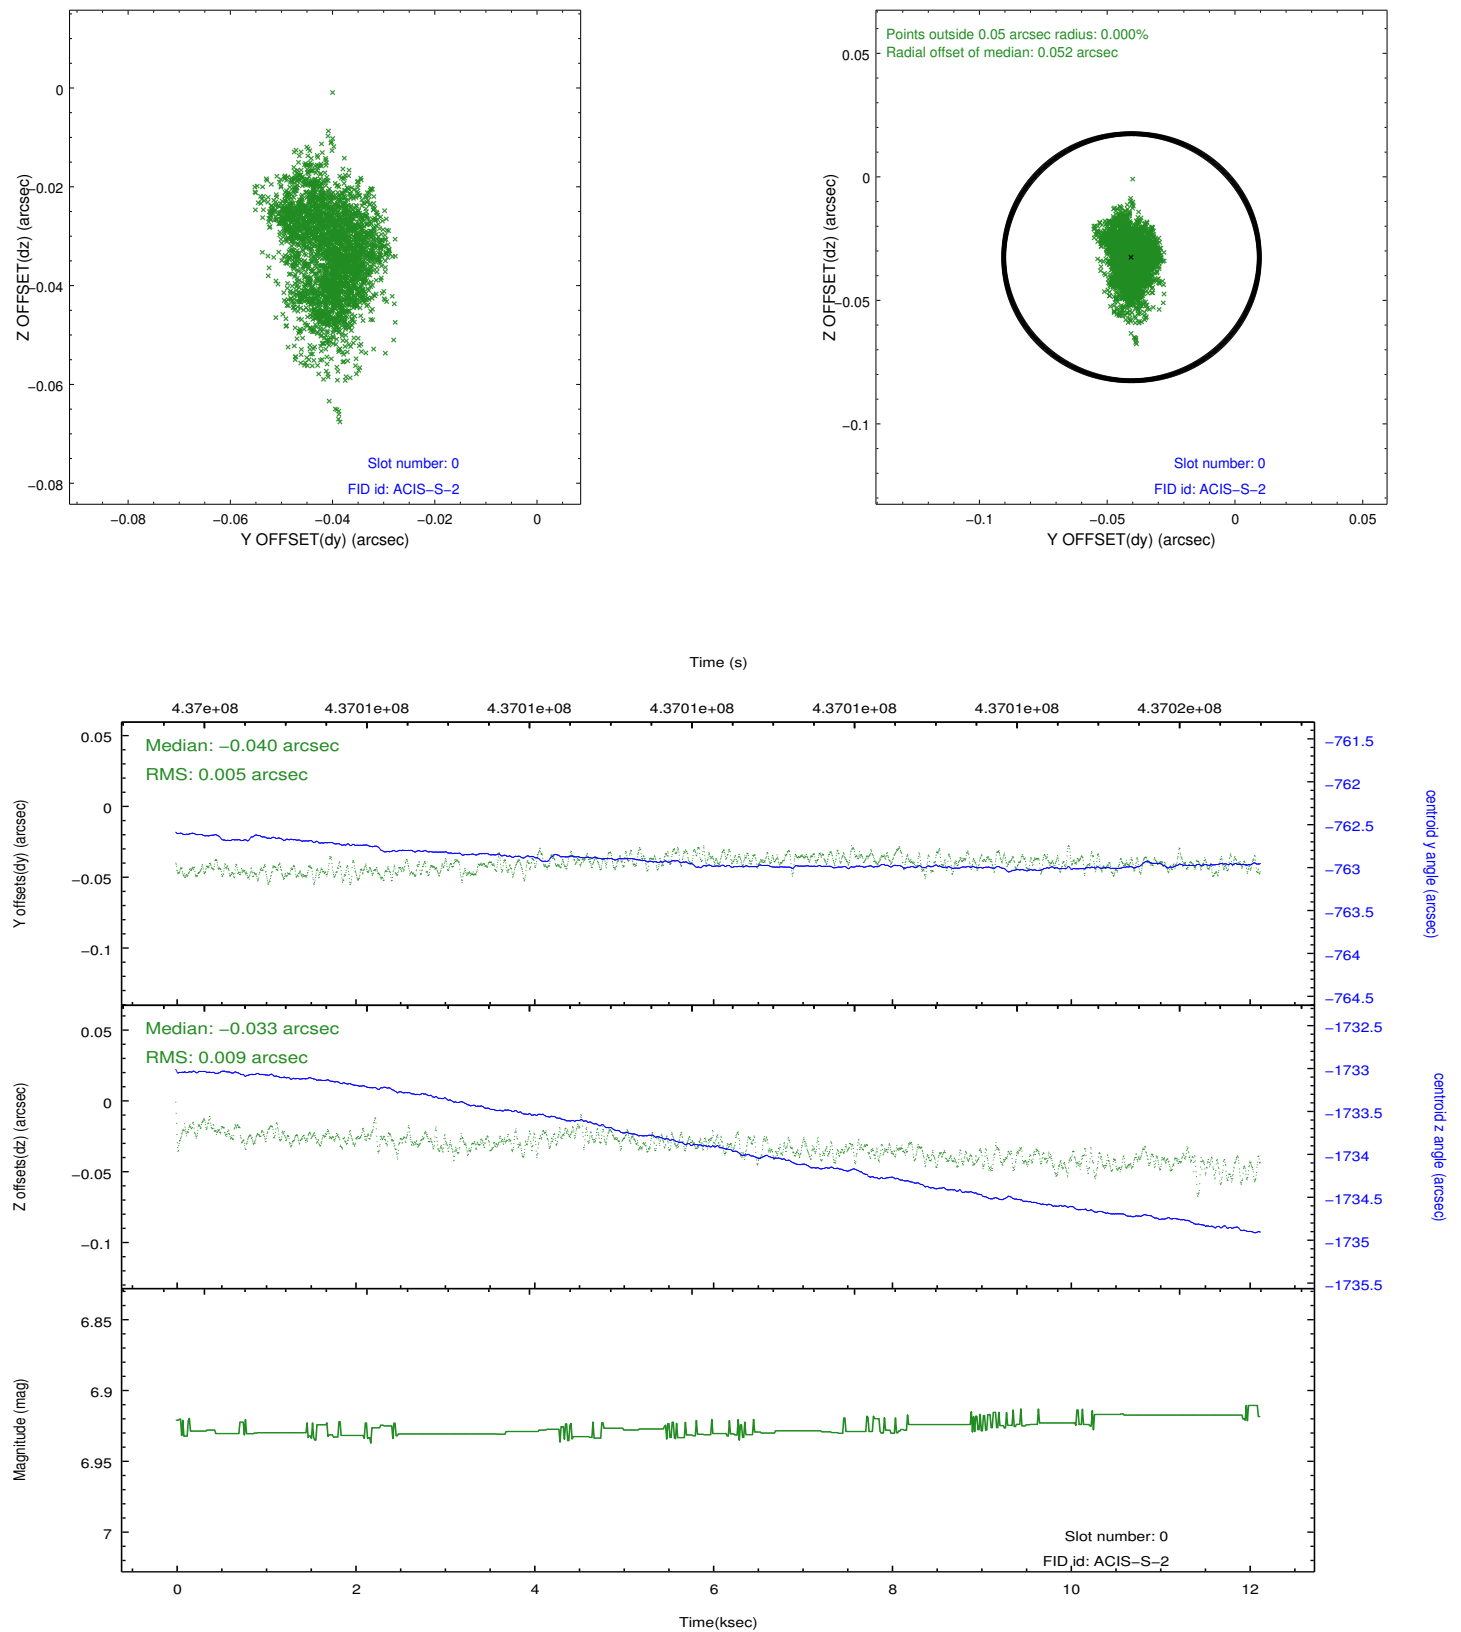 0
−0.02
−0.04
−0.06
−0.08
Z OFFSET(dz) (arcsec)
Slot number: 0
FID id: ACIS−S−2
−0.08
−0.06
−0.04
−0.02
0
Y OFFSET(dy) (arcsec)
Points outside 0.05 arcsec radius: 0.000%
Radial offset of median: 0.052 arcsec
0.05
0
−0.05
−0.1
Z OFFSET(dz) (arcsec)
Slot number: 0
FID id: ACIS−S−2
−0.1
−0.05
0
0.05
Y OFFSET(dy) (arcsec)
Time (s)
4.37e+08
4.3701e+08
4.3701e+08
4.3701e+08
4.3701e+08
4.3701e+08
4.3702e+08
Median: −0.040 arcsec
RMS: 0.005 arcsec
0.05
0
−0.05
−0.1
Y offsets(dy) (arcsec)
−761.5
−762
−762.5
−763
−763.5
−764
−764.5
centroid y angle (arcsec)
Median: −0.033 arcsec
RMS: 0.009 arcsec
0.05
0
−0.05
−0.1
Z offsets(dz) (arcsec)
−1732.5
−1733
−1733.5
−1734
−1734.5
−1735
−1735.5
centroid z angle (arcsec)
6.85
6.9
6.95
7
Magnitude (mag)
Slot number: 0
FID id: ACIS−S−2
0
2
4
6
8
10
12
Time(ksec)